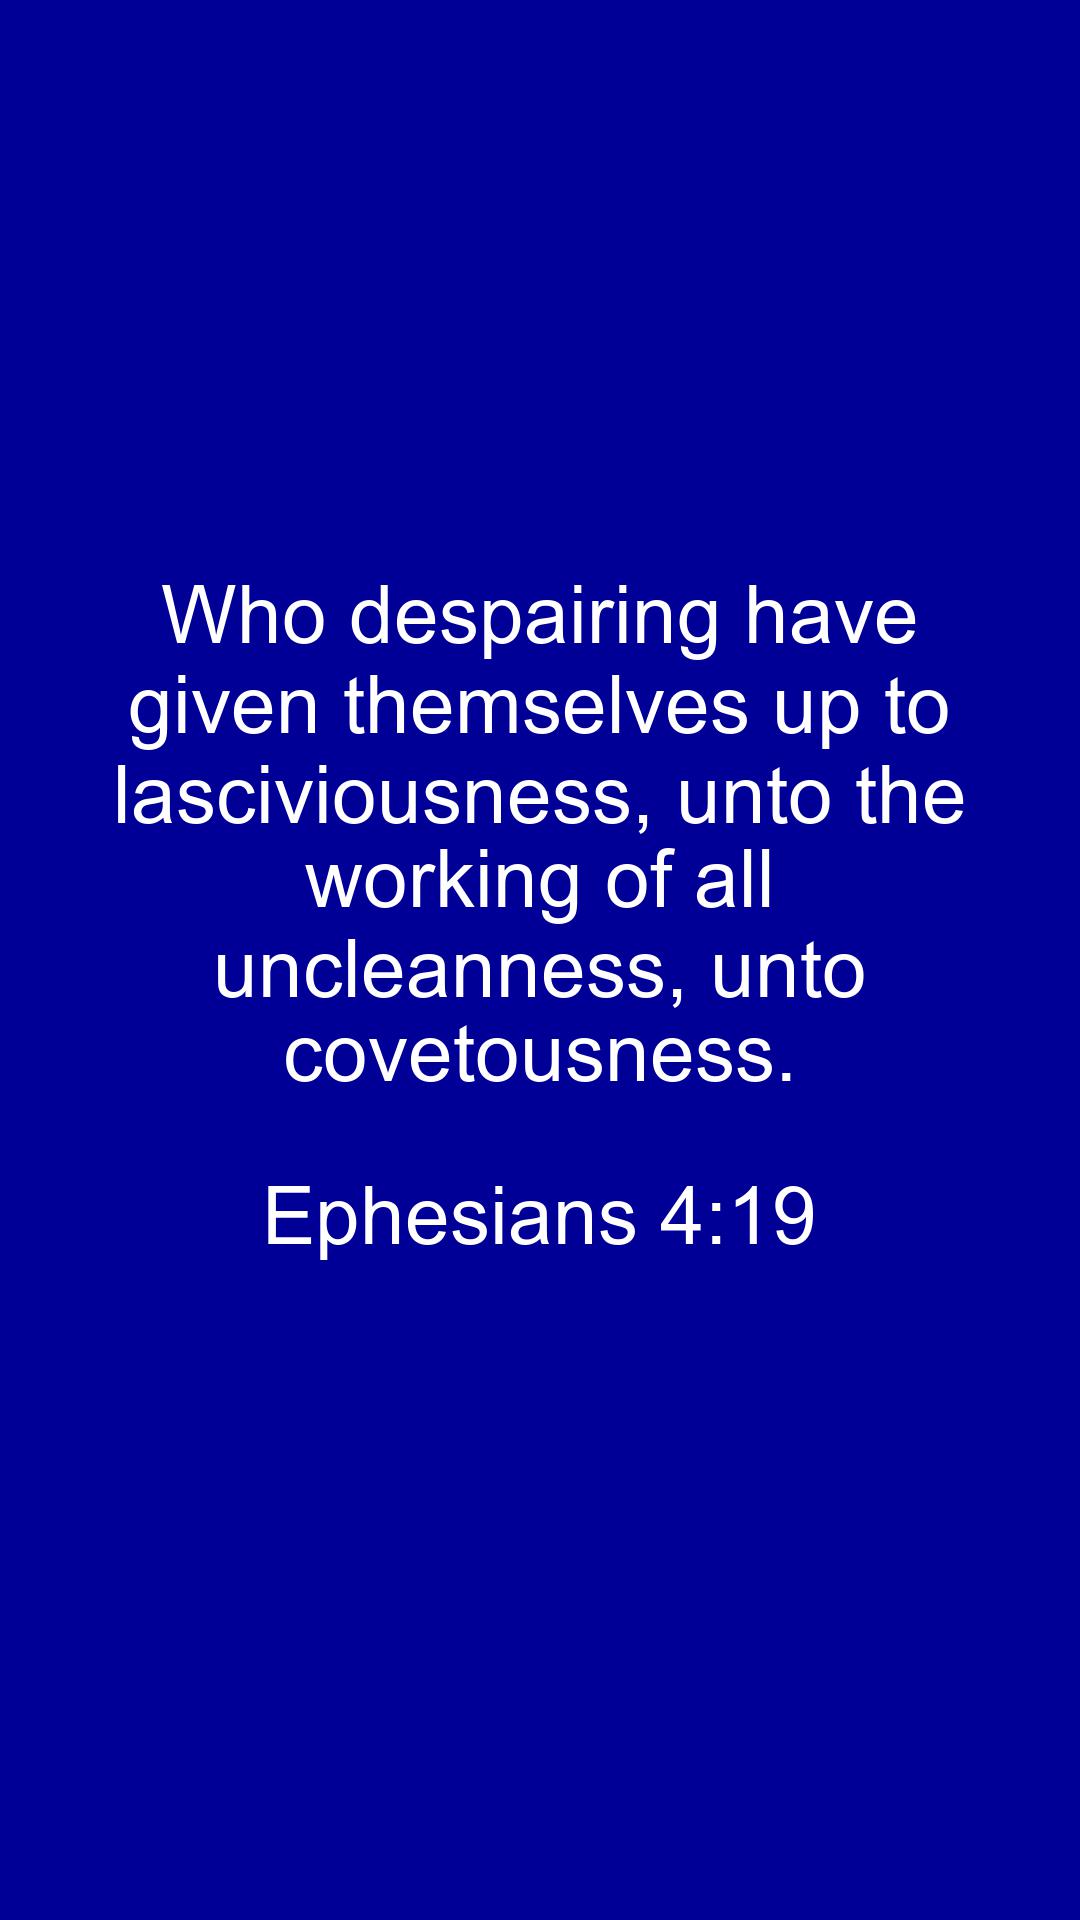 Who despairing have
given themselves up to
lasciviousness, unto the
working of all
uncleanness, unto
covetousness.
Ephesians 4:19